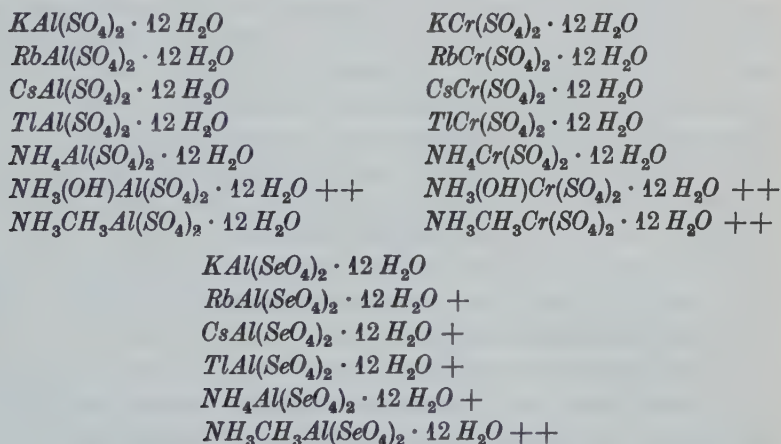 KAl(SO₄)₂ · 12 H₂O
RbAl(SO₄)₂ · 12 H₂O
CsAl(SO₄)₂ · 12 H₂O
TlAl(SO₄)₂ · 12 H₂O
NH₄Al(SO₄)₂ · 12 H₂O
NH₃(OH)Al(SO₄)₂ · 12 H₂O ++
NH₃CH₃Al(SO₄)₂ · 12 H₂O
KCr(SO₄)₂ · 12 H₂O
RbCr(SO₄)₂ · 12 H₂O
CsCr(SO₄)₂ · 12 H₂O
TlCr(SO₄)₂ · 12 H₂O
NH₄Cr(SO₄)₂ · 12 H₂O
NH₃(OH)Cr(SO₄)₂ · 12 H₂O ++
NH₃CH₃Cr(SO₄)₂ · 12 H₂O ++
KAl(SeO₄)₂ · 12 H₂O
RbAl(SeO₄)₂ · 12 H₂O +
CsAl(SeO₄)₂ · 12 H₂O +
TlAl(SeO₄)₂ · 12 H₂O +
NH₄Al(SeO₄)₂ · 12 H₂O +
NH₃CH₃Al(SeO₄)₂ · 12 H₂O ++